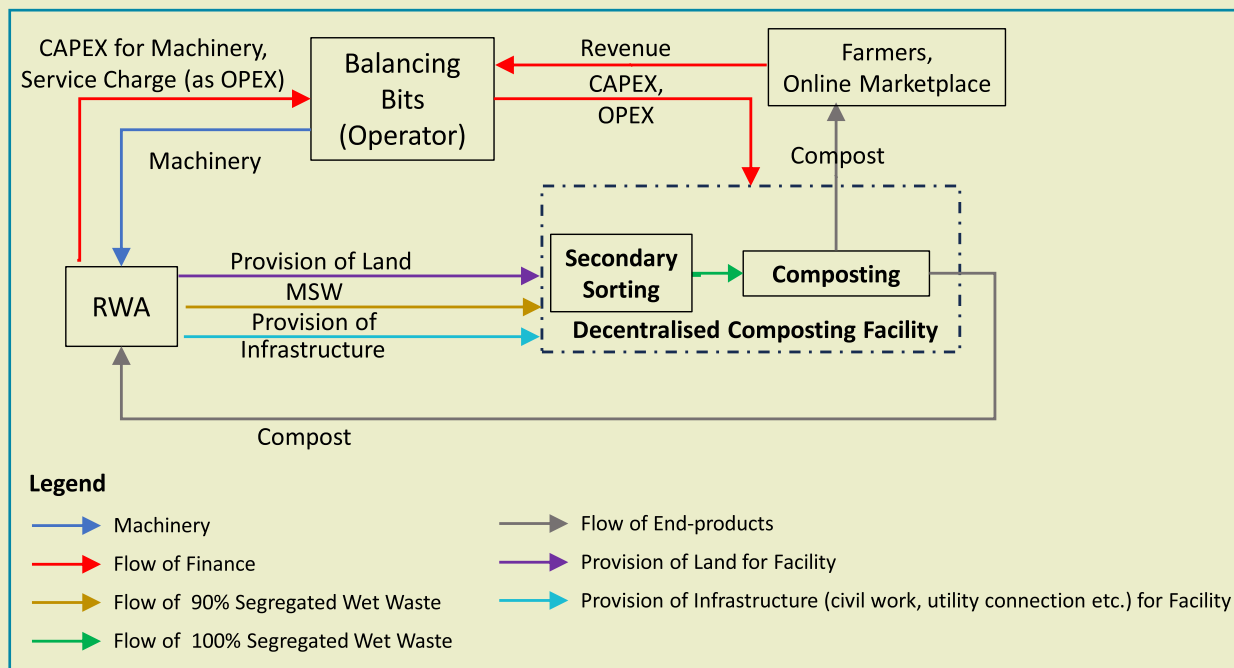 CAPEX for Machinery,
Service Charge (as OPEX)
Balancing
Bits
(Operator)
Revenue
CAPEX,
OPEX
Farmers,
Online Marketplace
Machinery
Compost
RWA
Provision of Land
MSW
Provision of
Infrastructure
Secondary
Sorting
Composting
Decentralised Composting Facility
Compost
Legend
Machinery
Flow of Finance
Flow of 90% Segregated Wet Waste
Flow of 100% Segregated Wet Waste
Flow of End-products
Provision of Land for Facility
Provision of Infrastructure (civil work, utility connection etc.) for Facility